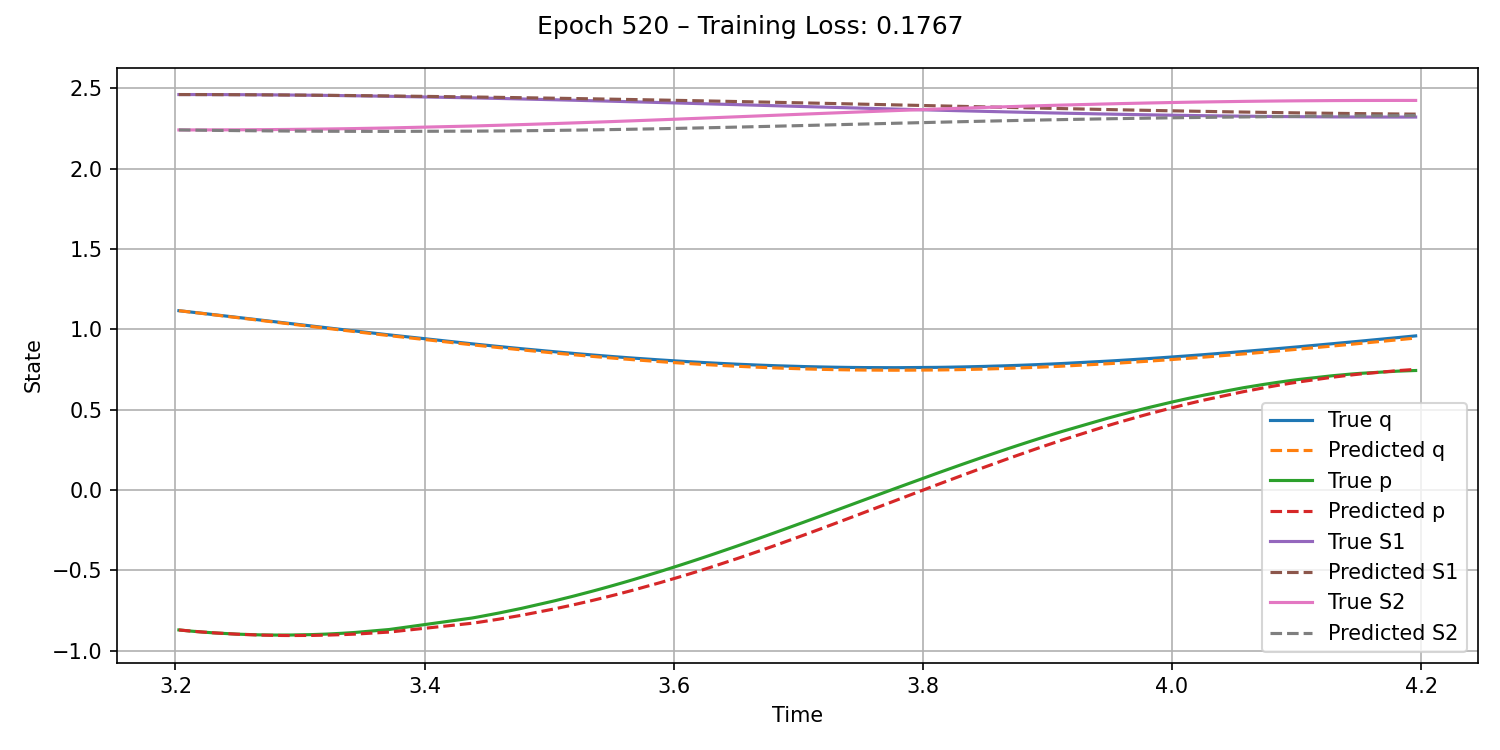 Epoch 520 – Training Loss: 0.1767
2.5
2.0
1.5
1.0
0.5
0.0
−0.5
−1.0
State
True q
Predicted q
True p
Predicted p
True S1
Predicted S1
True S2
Predicted S2
3.2 3.4 3.6 3.8 4.0 4.2
Time